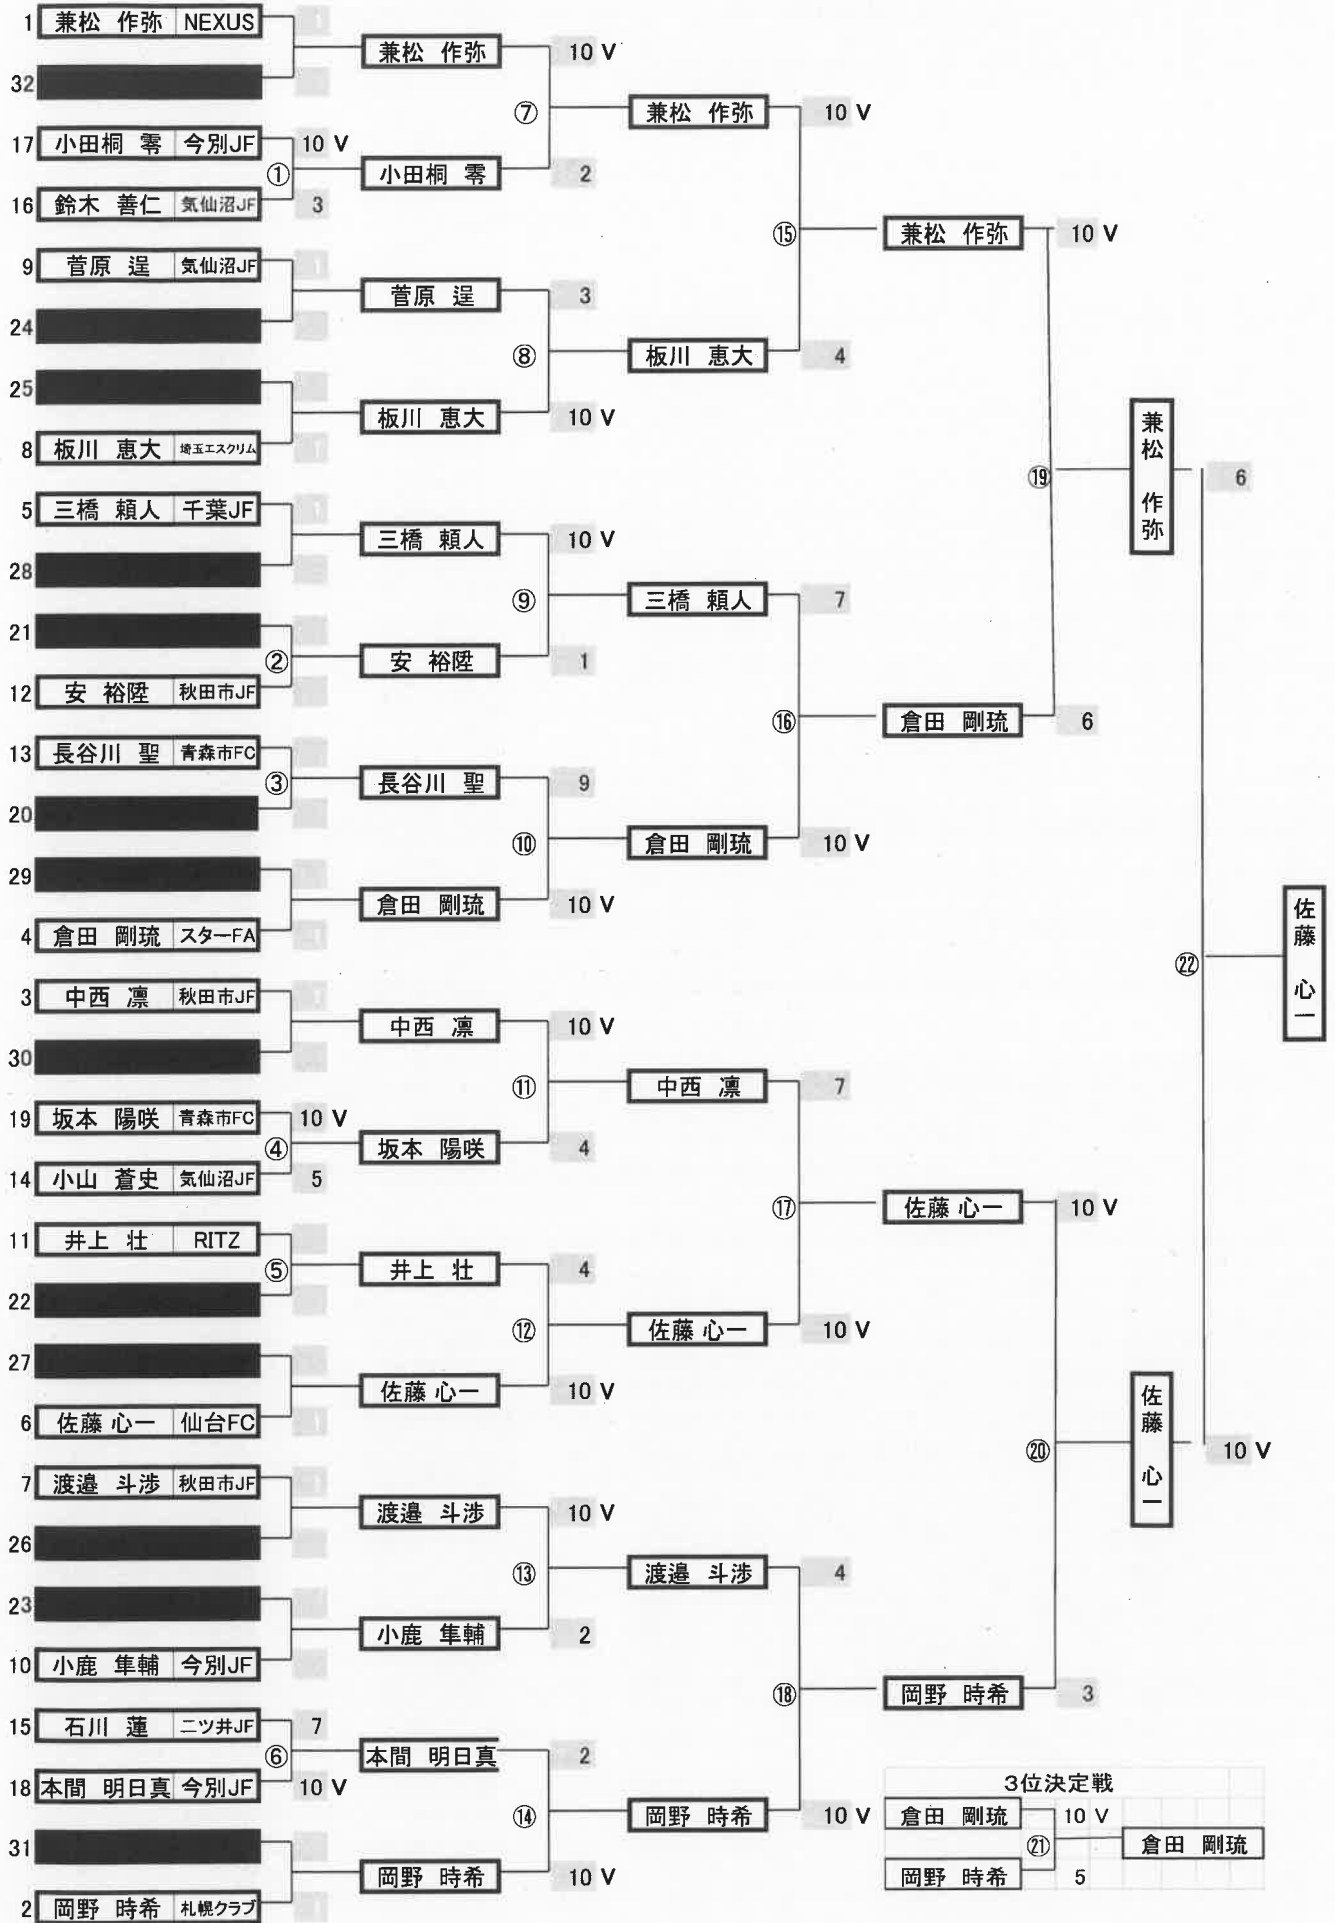 1 兼松 作弥 NEXUS
兼松 作弥 10 V
32
⑦ 兼松 作弥 10 V
17 小田桐 零 今別JF 10 V
① 小田桐 零 2
16 鈴木 善仁 気仙沼JF 3
⑮ 兼松 作弥 10 V
9 菅原 逞 気仙沼JF
菅原 逞 3
24
⑧ 板川 恵大 4
25
板川 恵大 10 V
8 板川 恵大 埼玉エスクリム
⑲ 兼松 作弥 6
5 三橋 頼人 千葉JF
三橋 頼人 10 V
28
⑨ 三橋 頼人 7
21
② 安 裕陞 1
12 安 裕陞 秋田市JF
⑯ 倉田 剛琉 6
13 長谷川 聖 青森市FC
③ 長谷川 聖 9
20
⑩ 倉田 剛琉 10 V
29
倉田 剛琉 10 V
4 倉田 剛琉 スターFA
㉒ 佐藤 心一
3 中西 凛 秋田市JF
中西 凛 10 V
30
⑪ 中西 凛 7
19 坂本 陽咲 青森市FC 10 V
④ 坂本 陽咲 4
14 小山 蒼史 気仙沼JF 5
⑰ 佐藤 心一 10 V
11 井上 壮 RITZ
⑤ 井上 壮 4
22
⑫ 佐藤 心一 10 V
27
佐藤 心一 10 V
6 佐藤 心一 仙台FC
⑳ 佐藤 心一 10 V
7 渡邉 斗渉 秋田市JF
渡邉 斗渉 10 V
26
⑬ 渡邉 斗渉 4
23
小鹿 隼輔 2
10 小鹿 隼輔 今別JF
⑱ 岡野 時希 3
15 石川 蓮 二ツ井JF 7
⑥ 本間 明日真 2
18 本間 明日真 今別JF 10 V
⑭ 岡野 時希 10 V
31
岡野 時希 10 V
2 岡野 時希 札幌クラブ
3位決定戦
倉田 剛琉 10 V
㉑ 倉田 剛琉
岡野 時希 5